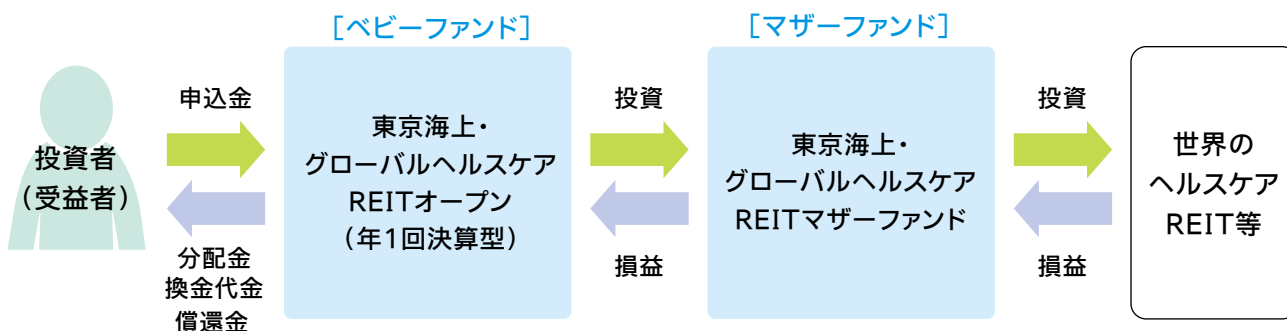 [ベビーファンド]
[マザーファンド]
投資者
(受益者)
申込金
分配金
換金代金
償還金
東京海上・
グローバルヘルスケア
REITオープン
(年1回決算型)
投資
損益
東京海上・
グローバルヘルスケア
REITマザーファンド
投資
損益
世界の
ヘルスケア
REIT等